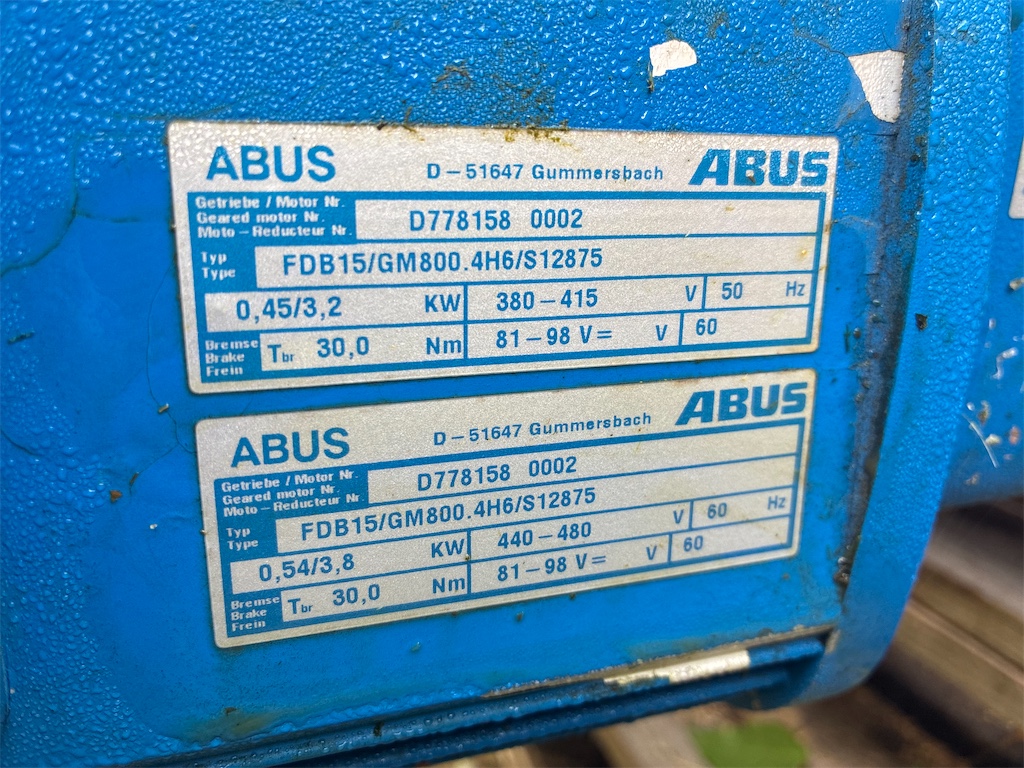 ABUS D-51647 Gummersbach ABUS
Getriebe / Motor Nr.
Geared motor Nr. D778158 0002
Moto-Reducteur Nr.
Typ
Type FDB15/GM800.4H6/S12875
0,45/3,2 KW 380-415 V 50 Hz
Bremse
Brake Tbr 30,0 Nm 81-98 V= V 60
Frein
ABUS D-51647 Gummersbach ABUS
Getriebe / Motor Nr.
Geared motor Nr. D778158 0002
Moto-Reducteur Nr.
Typ
Type FDB15/GM800.4H6/S12875
0,54/3,8 KW 440-480 V 60 Hz
Bremse
Brake Tbr 30,0 Nm 81-98 V= V 60
Frein